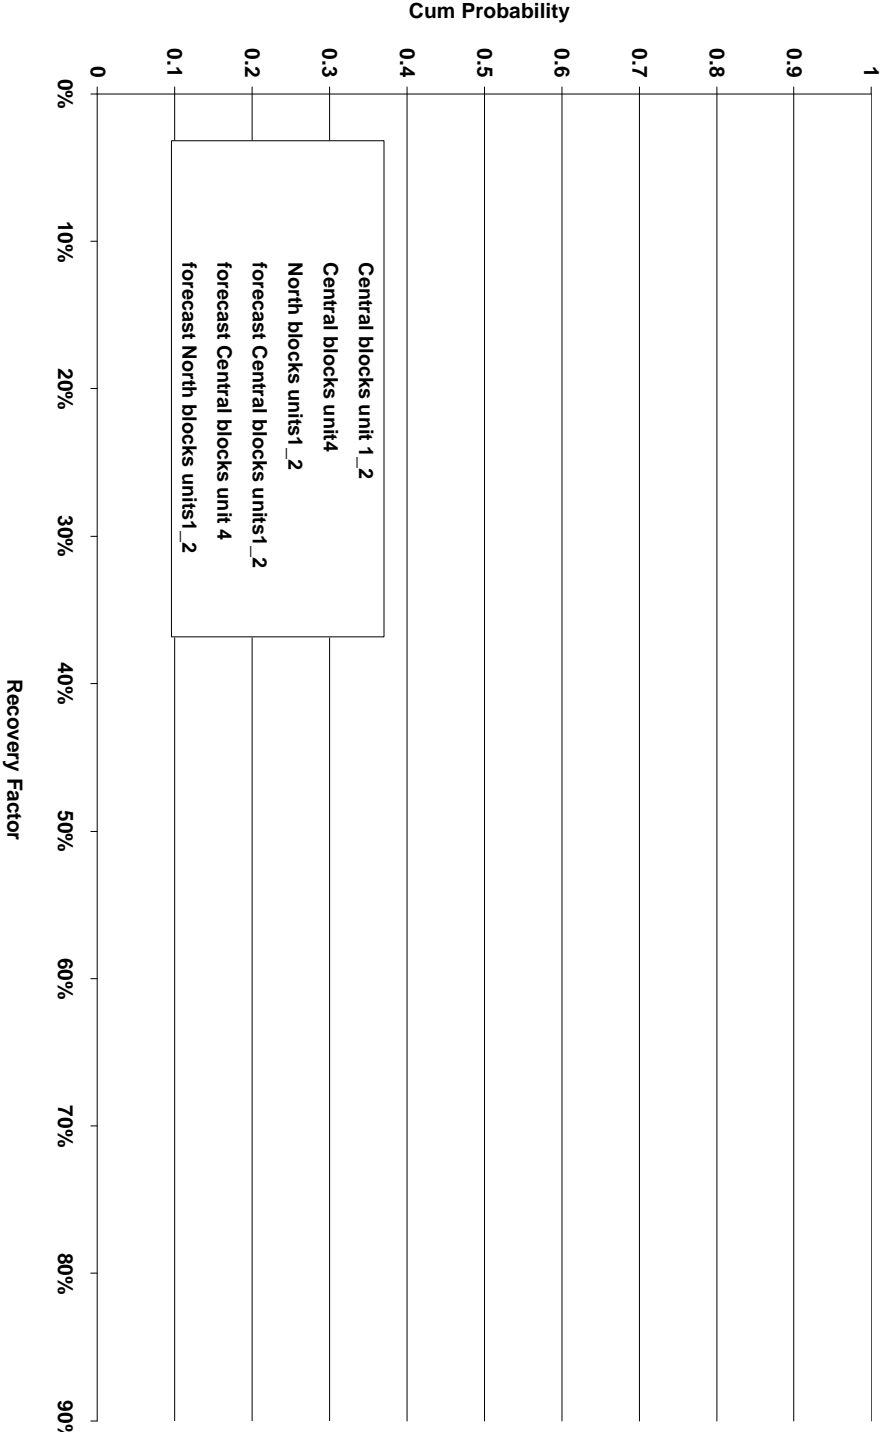 Cum Probability
1
0.9
0.8
0.7
0.6
0.5
0.4
0.3
0.2
0.1
0
Central blocks unit 1_2
Central blocks unit4
North blocks units1_2
forecast Central blocks units1_2
forecast Central blocks unit 4
forecast North blocks units1_2
0%
10%
20%
30%
40%
50%
60%
70%
80%
90%
Recovery Factor